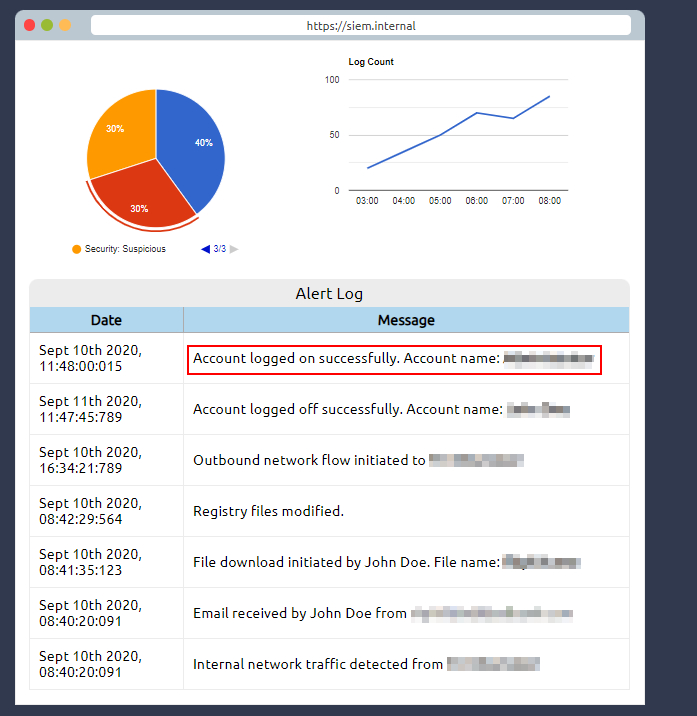 https://siem.internal
Log Count
100
50
0
03:00 04:00 05:00 06:00 07:00 08:00
30%
40%
30%
Security: Suspicious
3/3
Alert Log
Date Message
Sept 10th 2020,
11:48:00:015
Account logged on successfully. Account name:
Sept 11th 2020,
11:47:45:789
Account logged off successfully. Account name:
Sept 10th 2020,
16:34:21:789
Outbound network flow initiated to
Sept 10th 2020,
08:42:29:564
Registry files modified.
Sept 10th 2020,
08:41:35:123
File download initiated by John Doe. File name:
Sept 10th 2020,
08:40:20:091
Email received by John Doe from
Sept 10th 2020,
08:40:20:091
Internal network traffic detected from